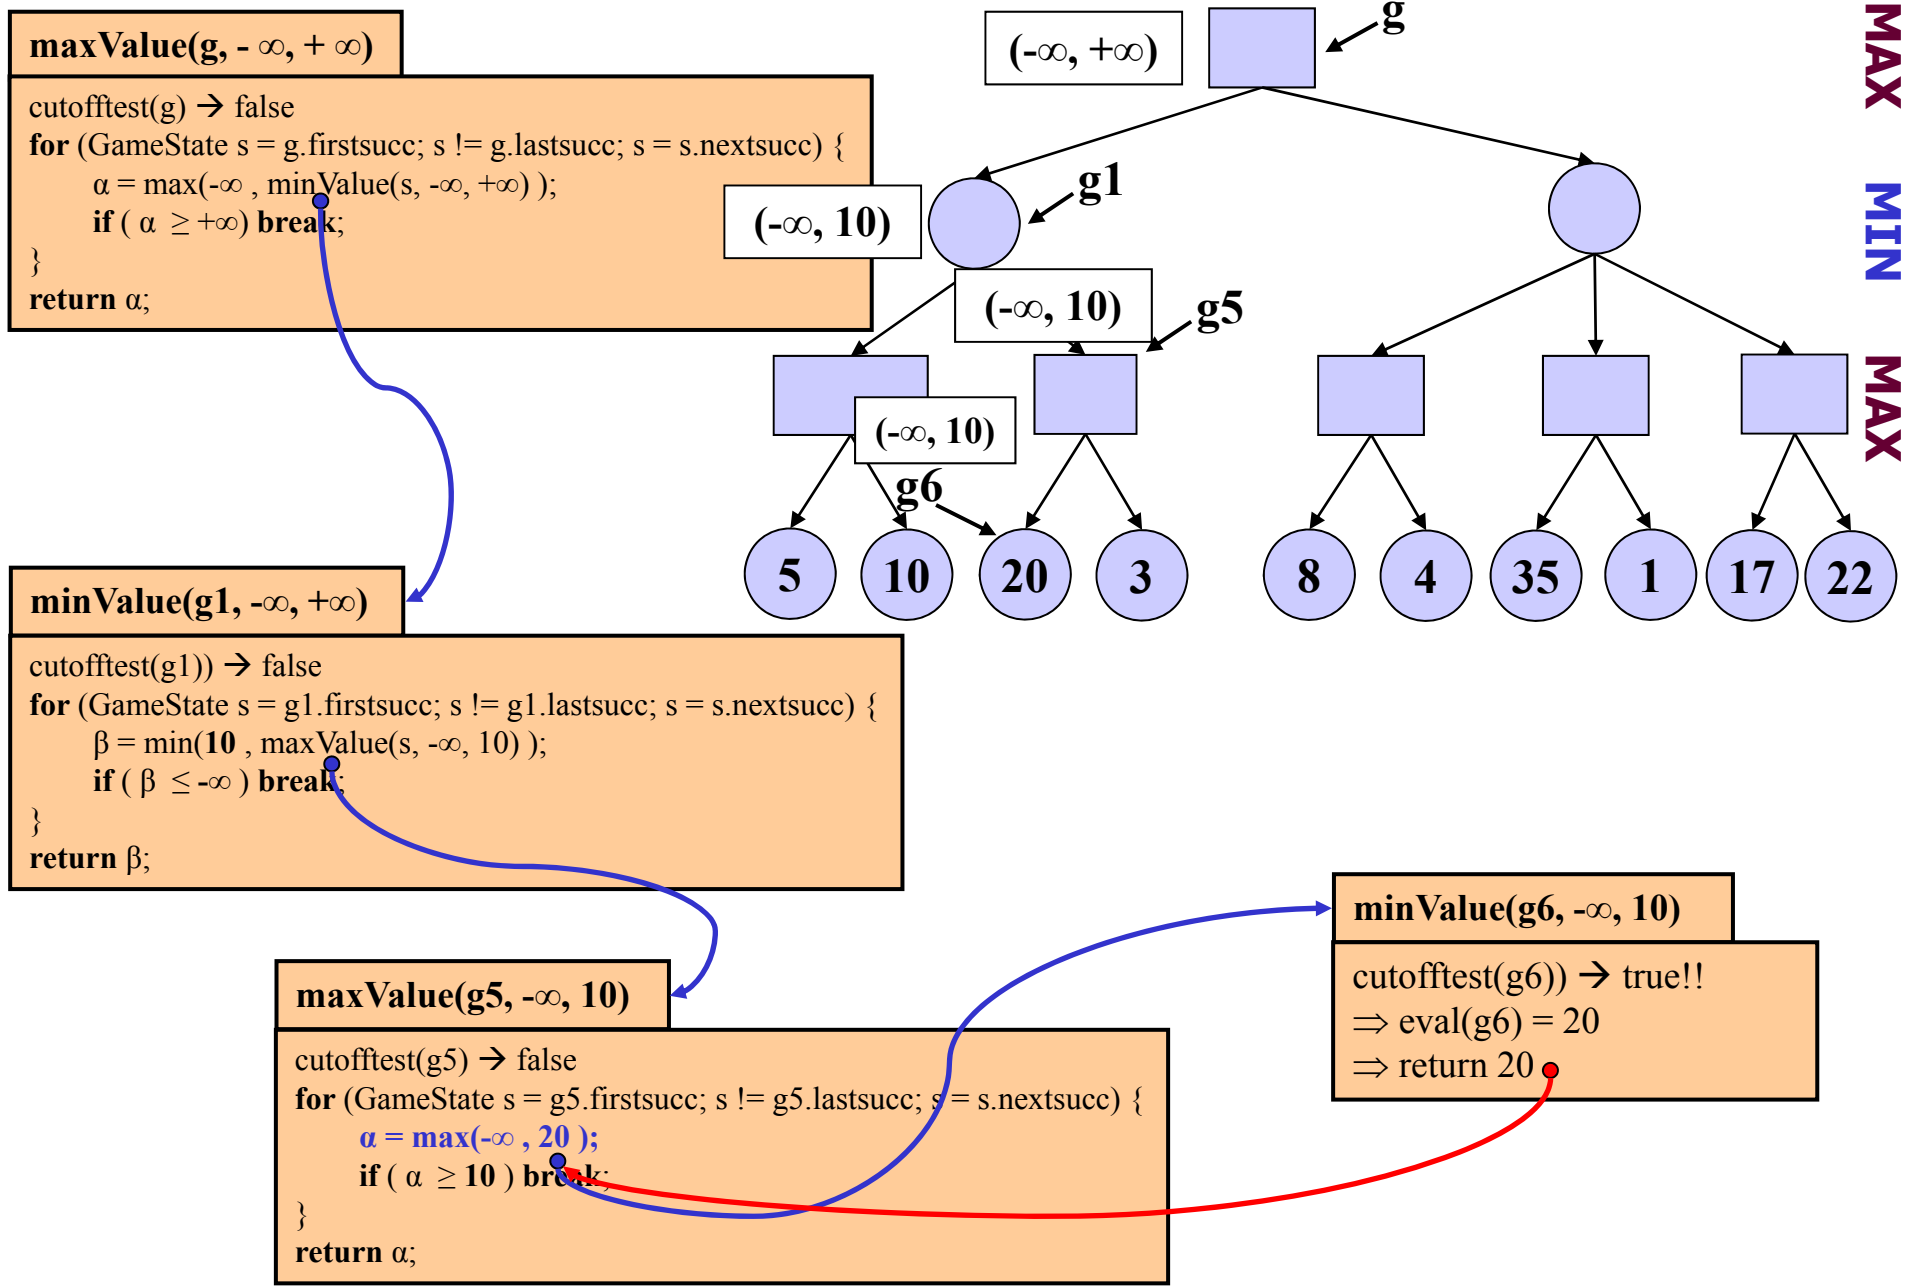 maxValue(g, - ∞, + ∞)
cutofftest(g) → false
for (GameState s = g.firstsucc; s != g.lastsucc; s = s.nextsucc) {
α = max(-∞ , minValue(s, -∞, +∞) );
if ( α ≥ +∞) break;
}
return α;
(-∞, +∞)
g
MAX
(-∞, 10)
g1
MIN
(-∞, 10)
g5
MAX
(-∞, 10)
g6
5
10
20
3
8
4
35
1
17
22
minValue(g1, -∞, +∞)
cutofftest(g1)) → false
for (GameState s = g1.firstsucc; s != g1.lastsucc; s = s.nextsucc) {
β = min(10 , maxValue(s, -∞, 10) );
if ( β ≤ -∞ ) break;
}
return β;
maxValue(g5, -∞, 10)
cutofftest(g5) → false
for (GameState s = g5.firstsucc; s != g5.lastsucc; s = s.nextsucc) {
α = max(-∞ , 20 );
if ( α ≥ 10 ) break;
}
return α;
minValue(g6, -∞, 10)
cutofftest(g6)) → true!!
⇒ eval(g6) = 20
⇒ return 20